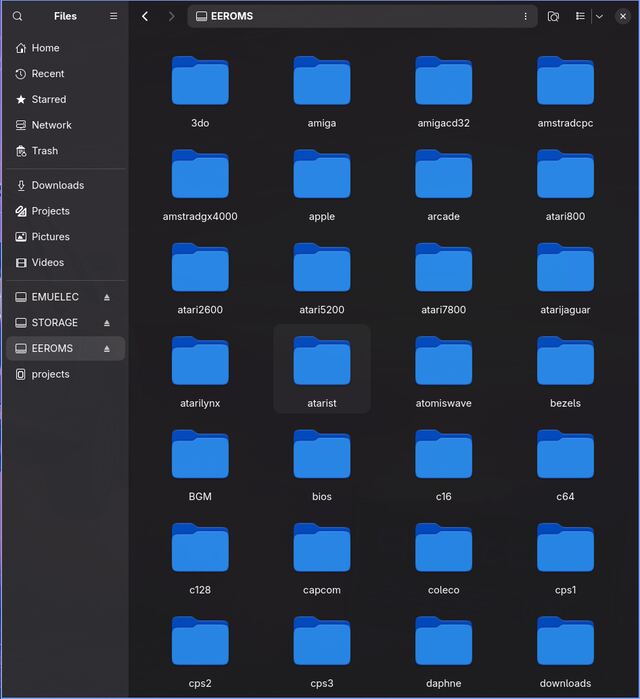 Files
EEROMS
Home
Recent
Starred
Network
Trash
Downloads
Projects
Pictures
Videos
EMUELEC
STORAGE
EEROMS
projects
3do amiga amigacd32 amstradcpc
amstradgx4000 apple arcade atari800
atari2600 atari5200 atari7800 atarijaguar
atarilynx atarist atomiswave bezels
BGM bios c16 c64
c128 capcom coleco cps1
cps2 cps3 daphne downloads